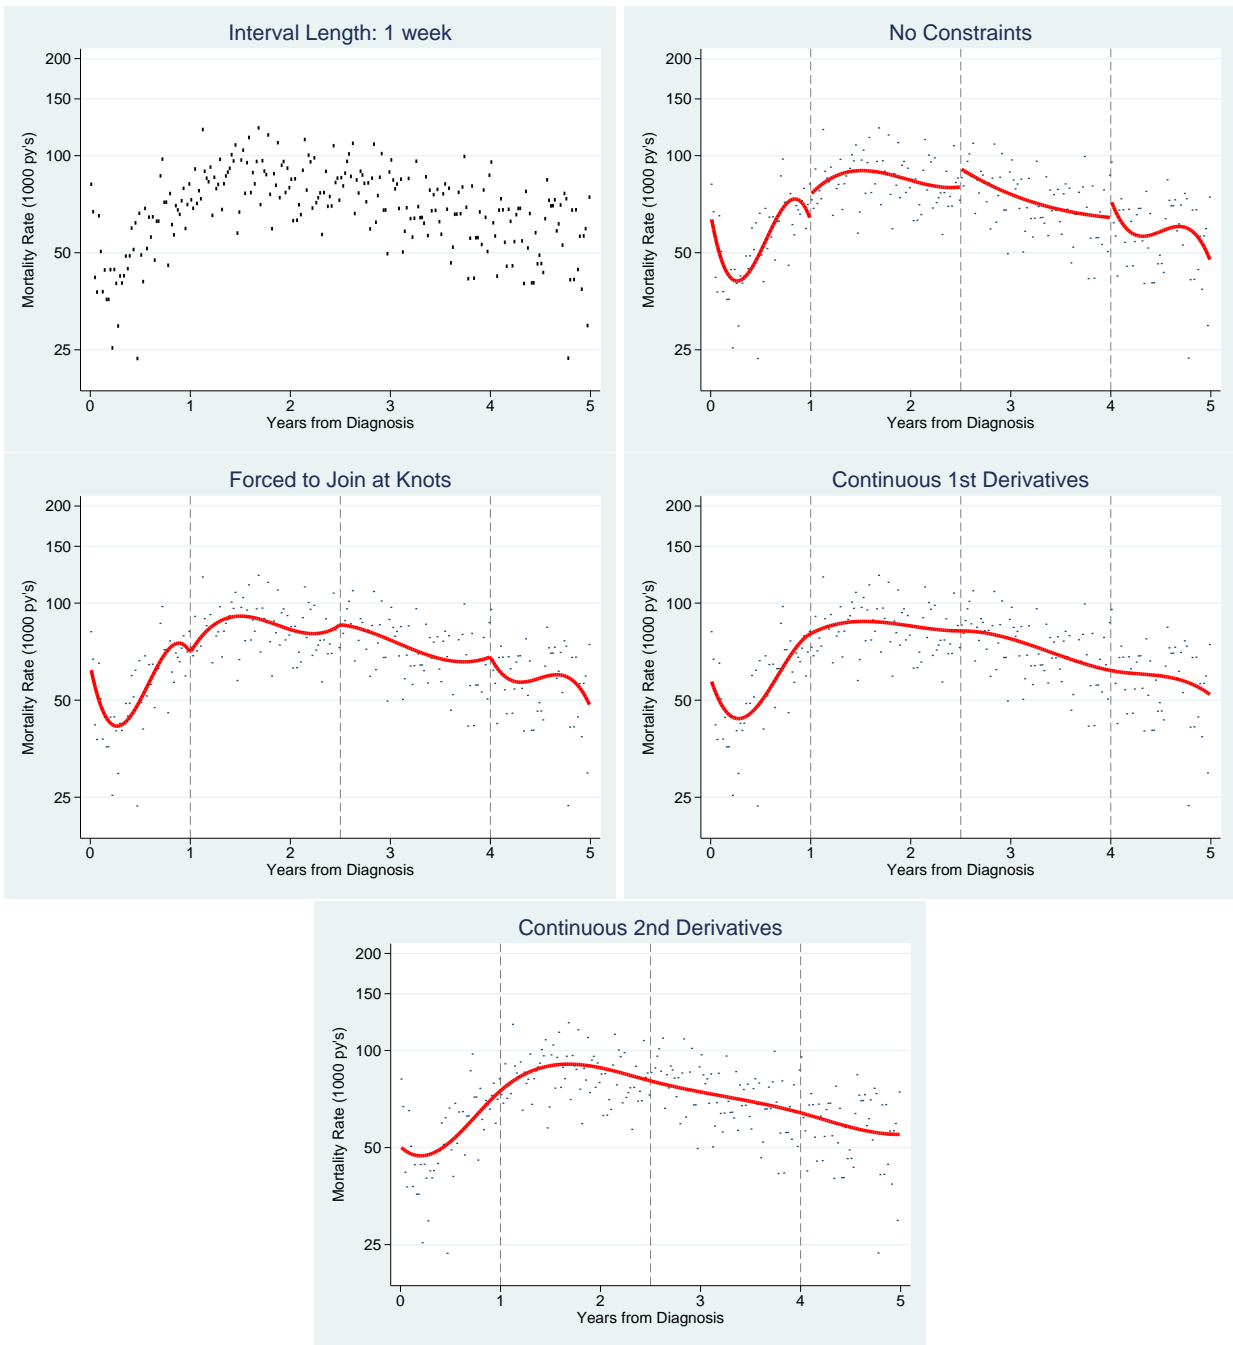 Interval Length: 1 week
Mortality Rate (1000 py's)
200
150
100
50
25
0 1 2 3 4 5
Years from Diagnosis
No Constraints
Mortality Rate (1000 py's)
200
150
100
50
25
0 1 2 3 4 5
Years from Diagnosis
Forced to Join at Knots
Mortality Rate (1000 py's)
200
150
100
50
25
0 1 2 3 4 5
Years from Diagnosis
Continuous 1st Derivatives
Mortality Rate (1000 py's)
200
150
100
50
25
0 1 2 3 4 5
Years from Diagnosis
Continuous 2nd Derivatives
Mortality Rate (1000 py's)
200
150
100
50
25
0 1 2 3 4 5
Years from Diagnosis